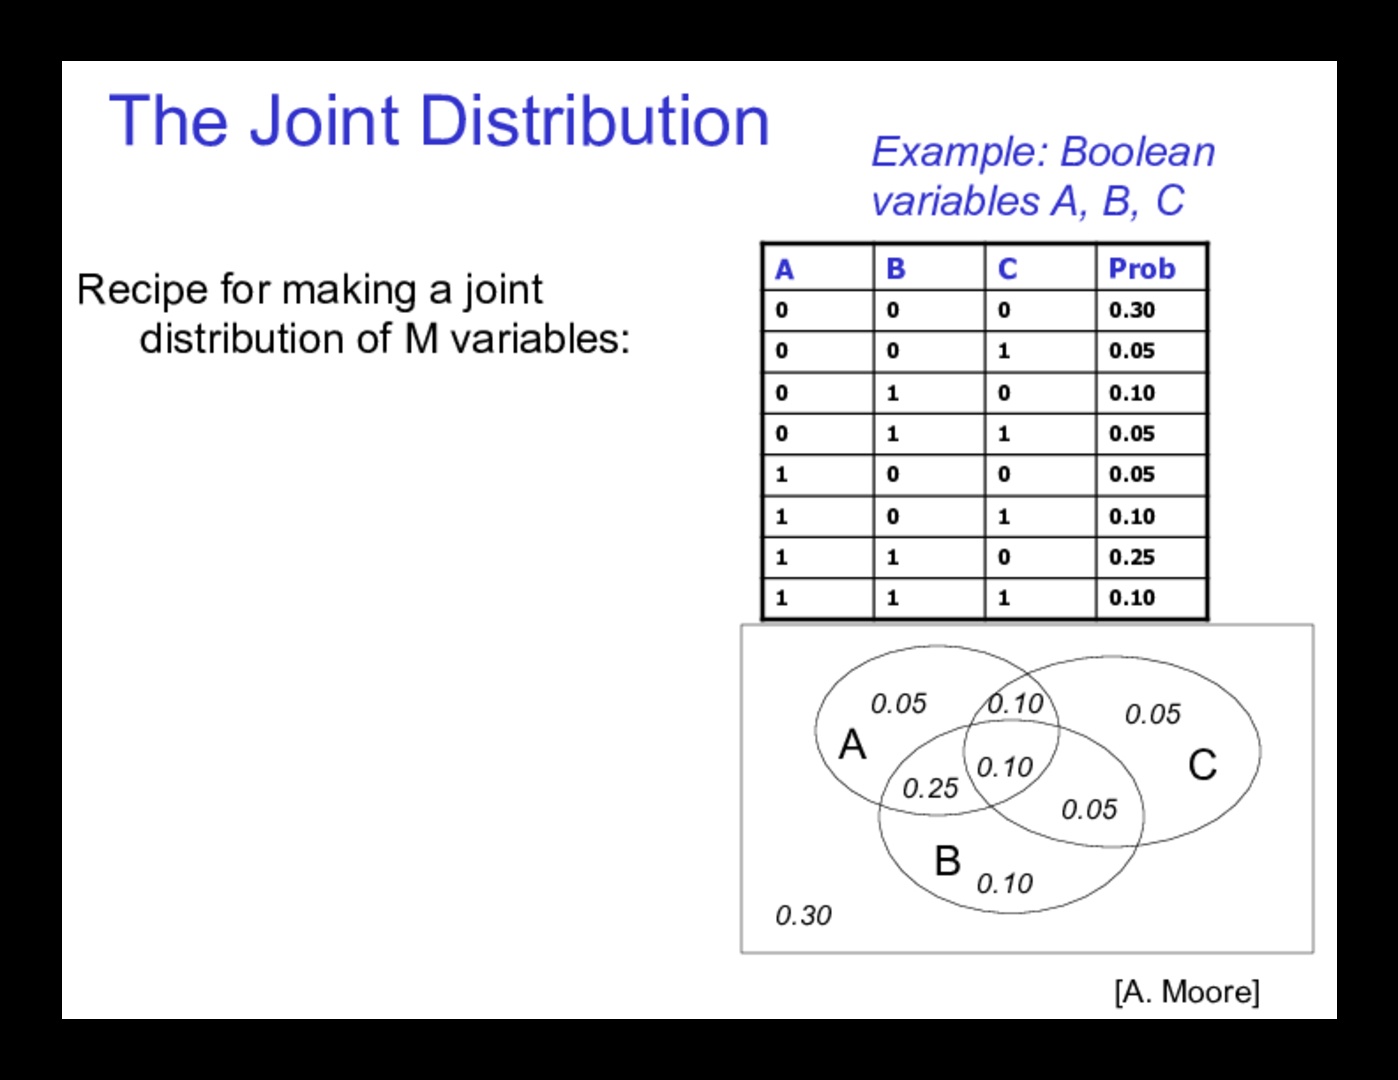 The Joint Distribution
Example: Boolean
variables A, B, C
Recipe for making a joint
distribution of M variables:
A B C Prob
0 0 0 0.30
0 0 1 0.05
0 1 0 0.10
0 1 1 0.05
1 0 0 0.05
1 0 1 0.10
1 1 0 0.25
1 1 1 0.10
0.05 0.10 0.05
A C
0.25 0.10 0.05
B 0.10
0.30
[A. Moore]